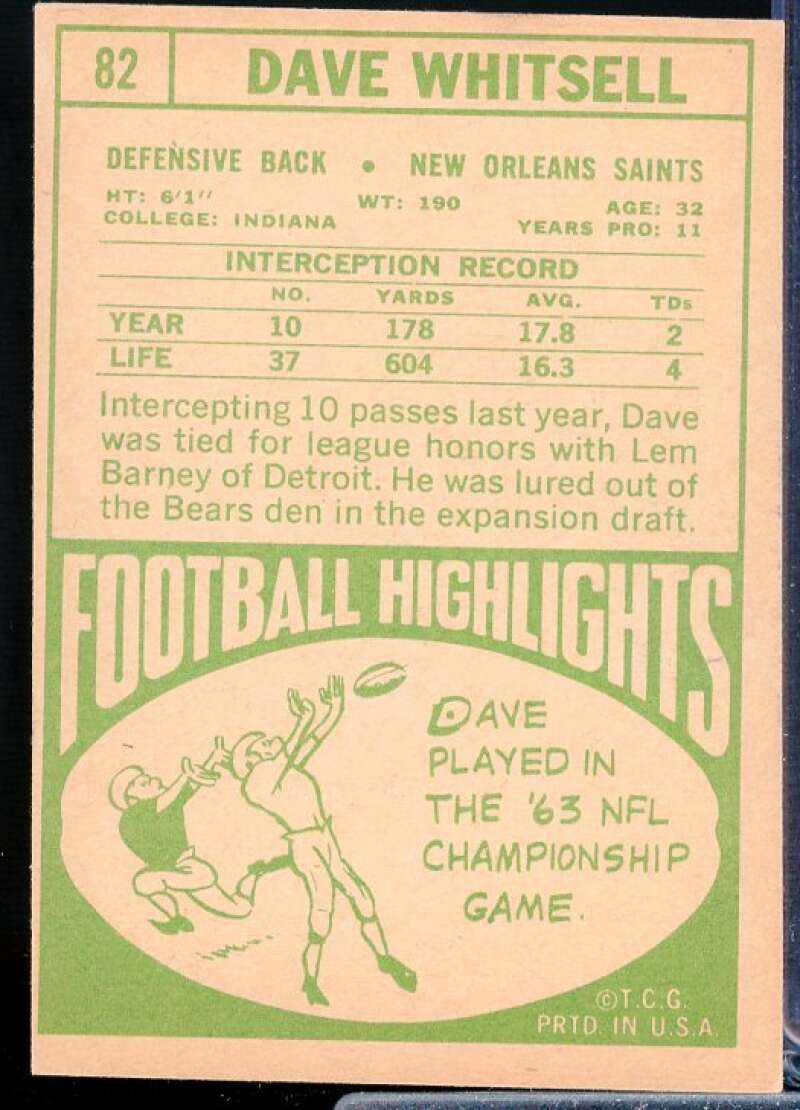 82 DAVE WHITSELL
DEFENSIVE BACK • NEW ORLEANS SAINTS
HT: 6'1" WT: 190 AGE: 32
COLLEGE: INDIANA YEARS PRO: 11
INTERCEPTION RECORD
NO. YARDS AVG. TDs
YEAR 10 178 17.8 2
LIFE 37 604 16.3 4
Intercepting 10 passes last year, Dave
was tied for league honors with Lem
Barney of Detroit. He was lured out of
the Bears den in the expansion draft.
FOOTBALL HIGHLIGHTS
DAVE
PLAYED IN
THE '63 NFL
CHAMPIONSHIP
GAME.
©T.C.G.
PRTD. IN U.S.A.